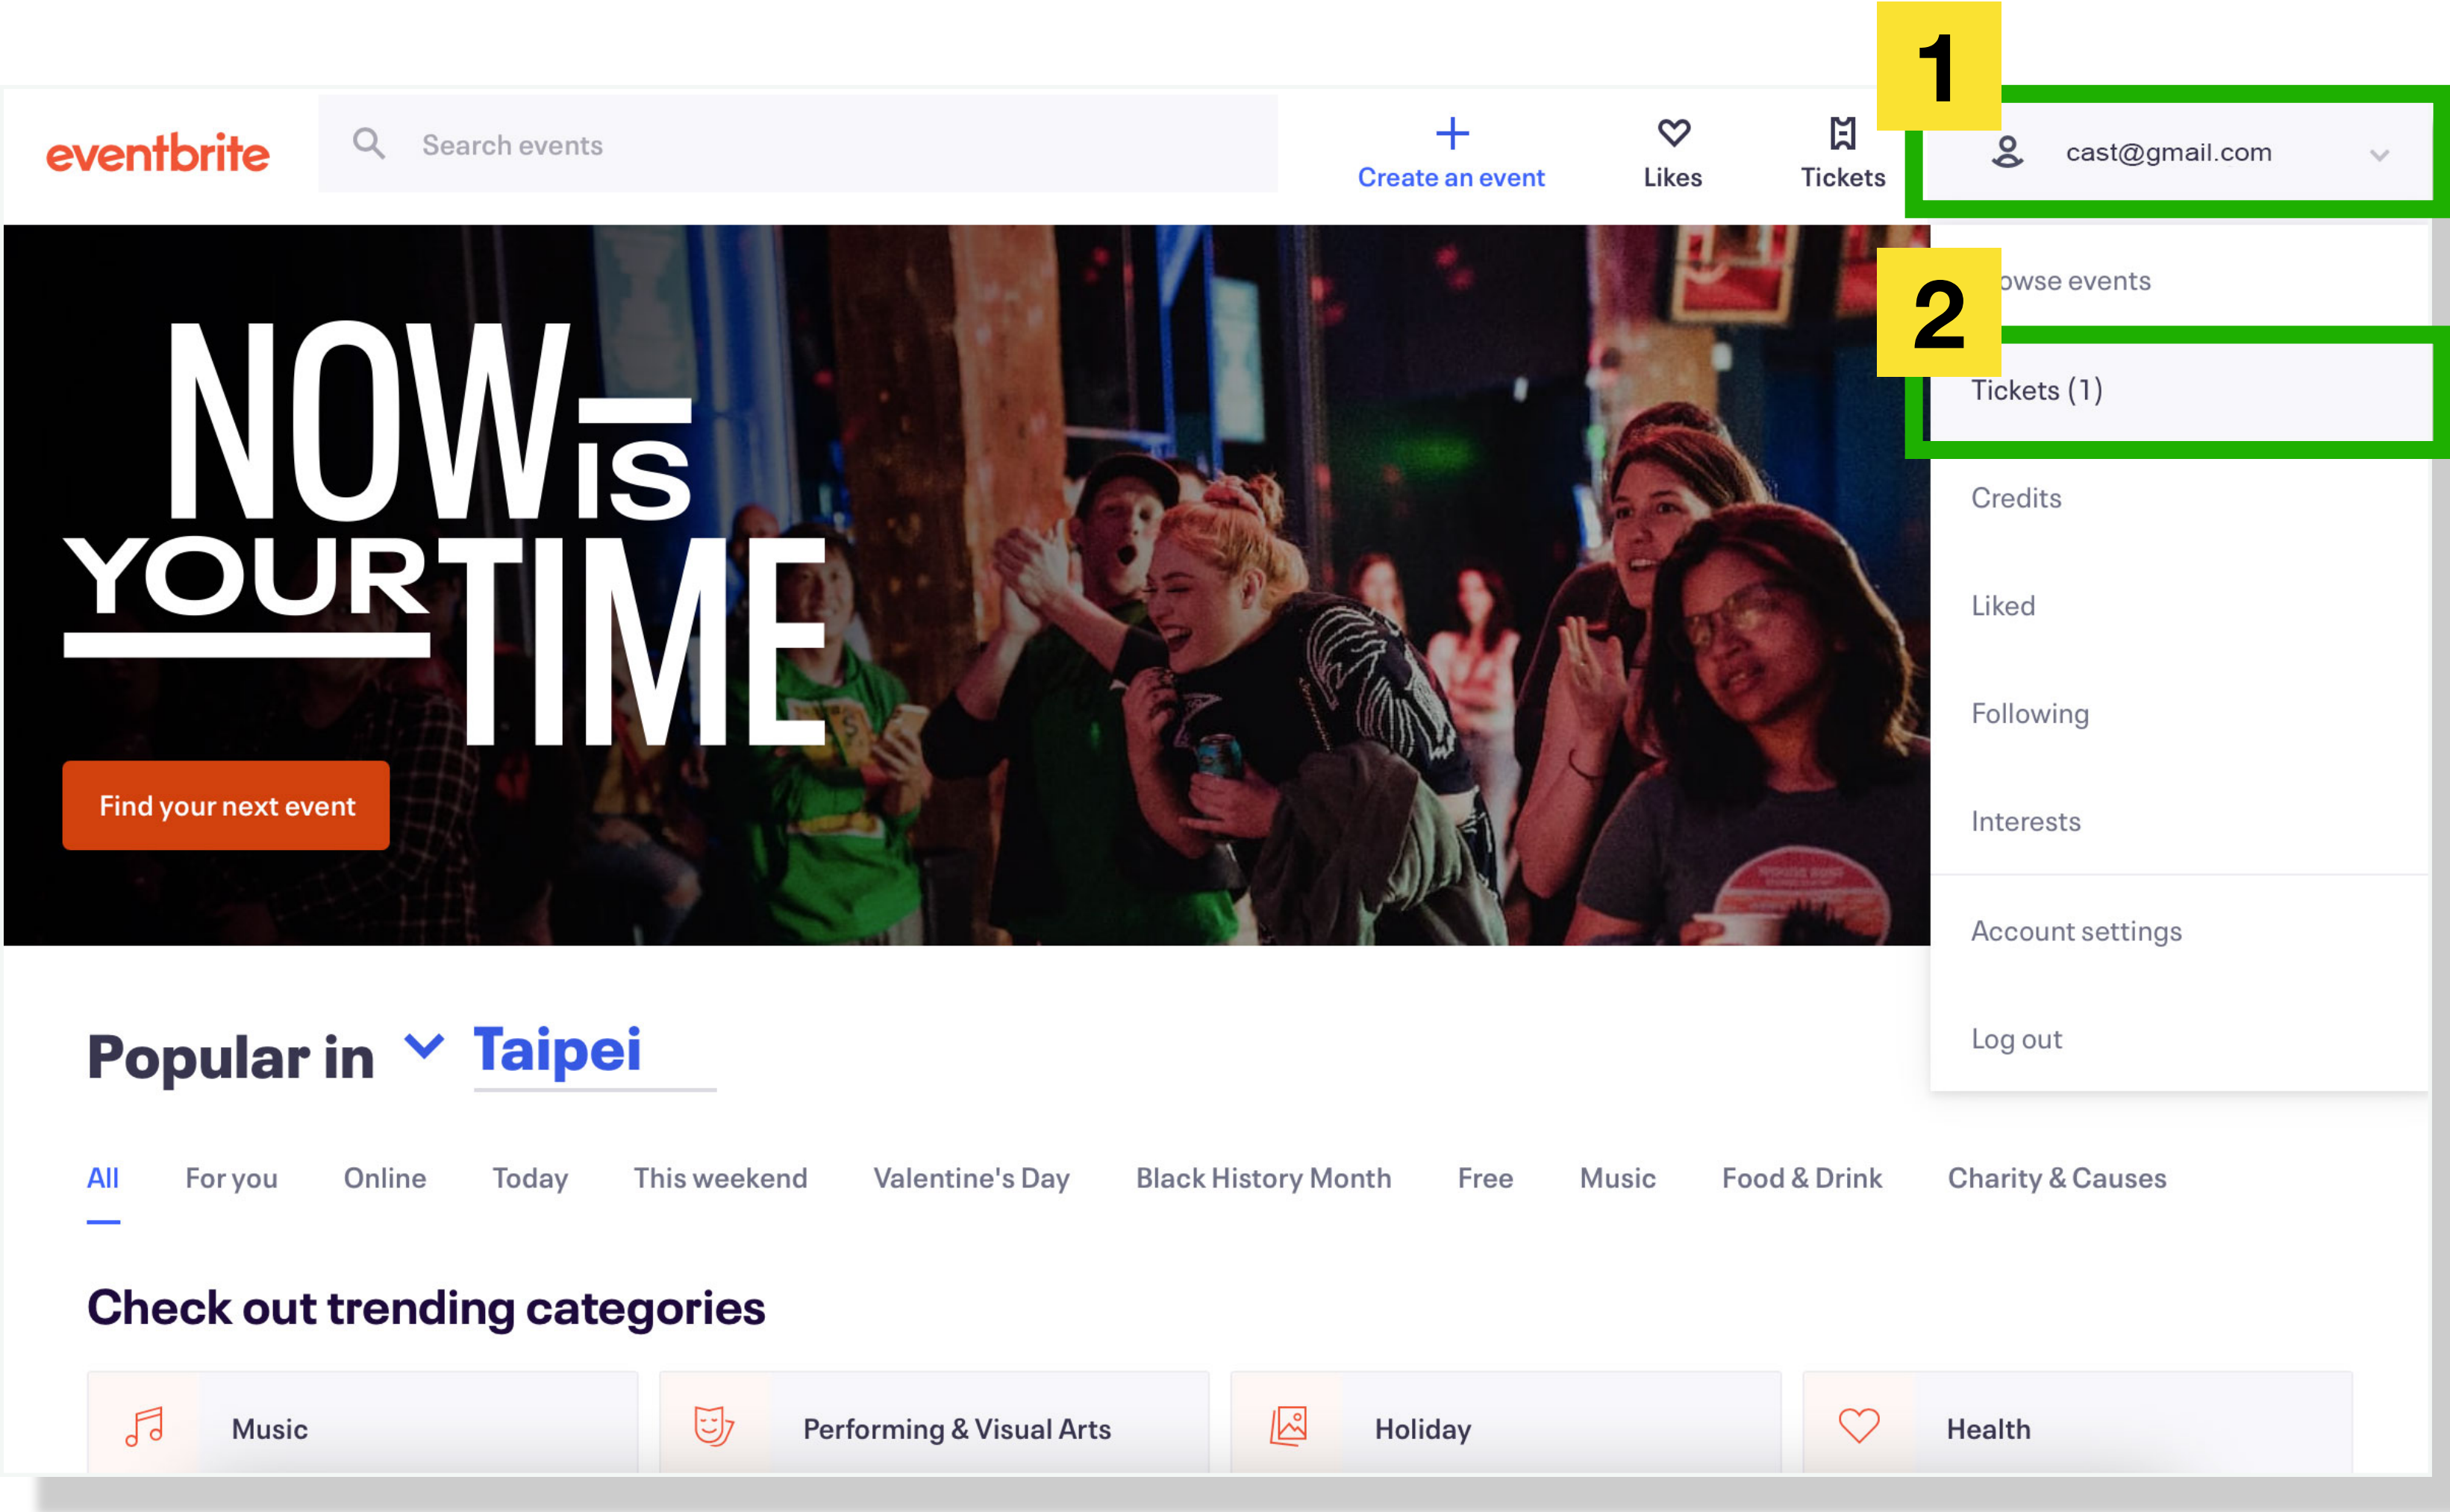 1
eventbrite
Search events
Create an event
Likes
Tickets
cast@gmail.com
2
owse events
Tickets (1)
Credits
Liked
Following
Interests
Account settings
Log out
NOW IS
YOUR TIME
Find your next event
Popular in Taipei
All For you Online Today This weekend Valentine's Day Black History Month Free Music Food & Drink Charity & Causes
Check out trending categories
Music Performing & Visual Arts Holiday Health